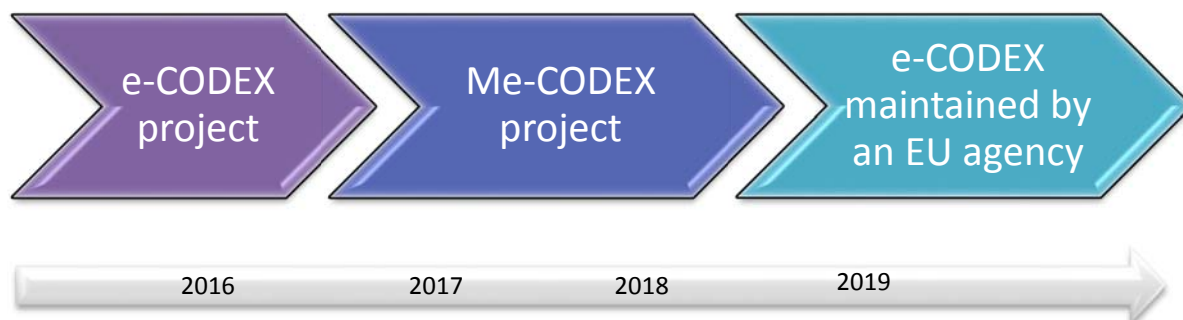 e-CODEX
project
Me-CODEX
project
e-CODEX
maintained by
an EU agency
2016 2017 2018 2019